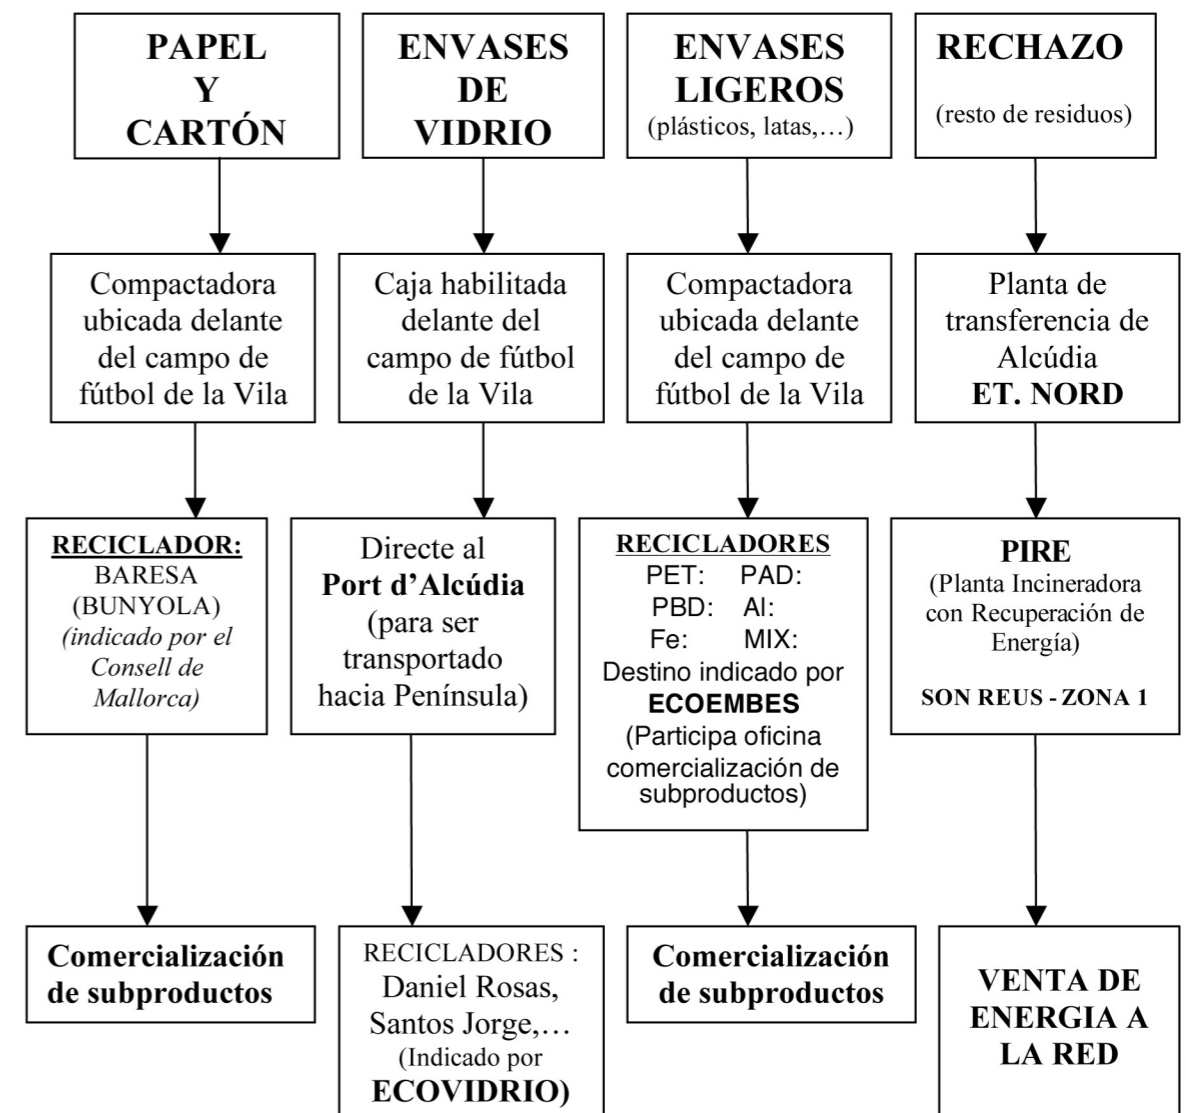 PAPEL
Y
CARTÓN
ENVASES
DE
VIDRIO
ENVASES
LIGEROS
(plásticos, latas,…)
RECHAZO
(resto de residuos)
Compactadora
ubicada delante
del campo de
fútbol de la Vila
Caja habilitada
delante del
campo de fútbol
de la Vila
Compactadora
ubicada delante
del campo de
fútbol de la Vila
Planta de
transferencia de
Alcúdia
ET. NORD
RECICLADOR:
BARESA
(BUNYOLA)
(indicado por el
Consell de
Mallorca)
Directe al
Port d’Alcúdia
(para ser
transportado
hacia Península)
RECICLADORES
PET: PAD:
PBD: Al:
Fe: MIX:
Destino indicado por
ECOEMBES
(Participa oficina
comercialización de
subproductos)
PIRE
(Planta Incineradora
con Recuperación de
Energía)
SON REUS - ZONA 1
Comercialización
de subproductos
RECICLADORES :
Daniel Rosas,
Santos Jorge,…
(Indicado por
ECOVIDRIO)
Comercialización
de subproductos
VENTA DE
ENERGIA A
LA RED